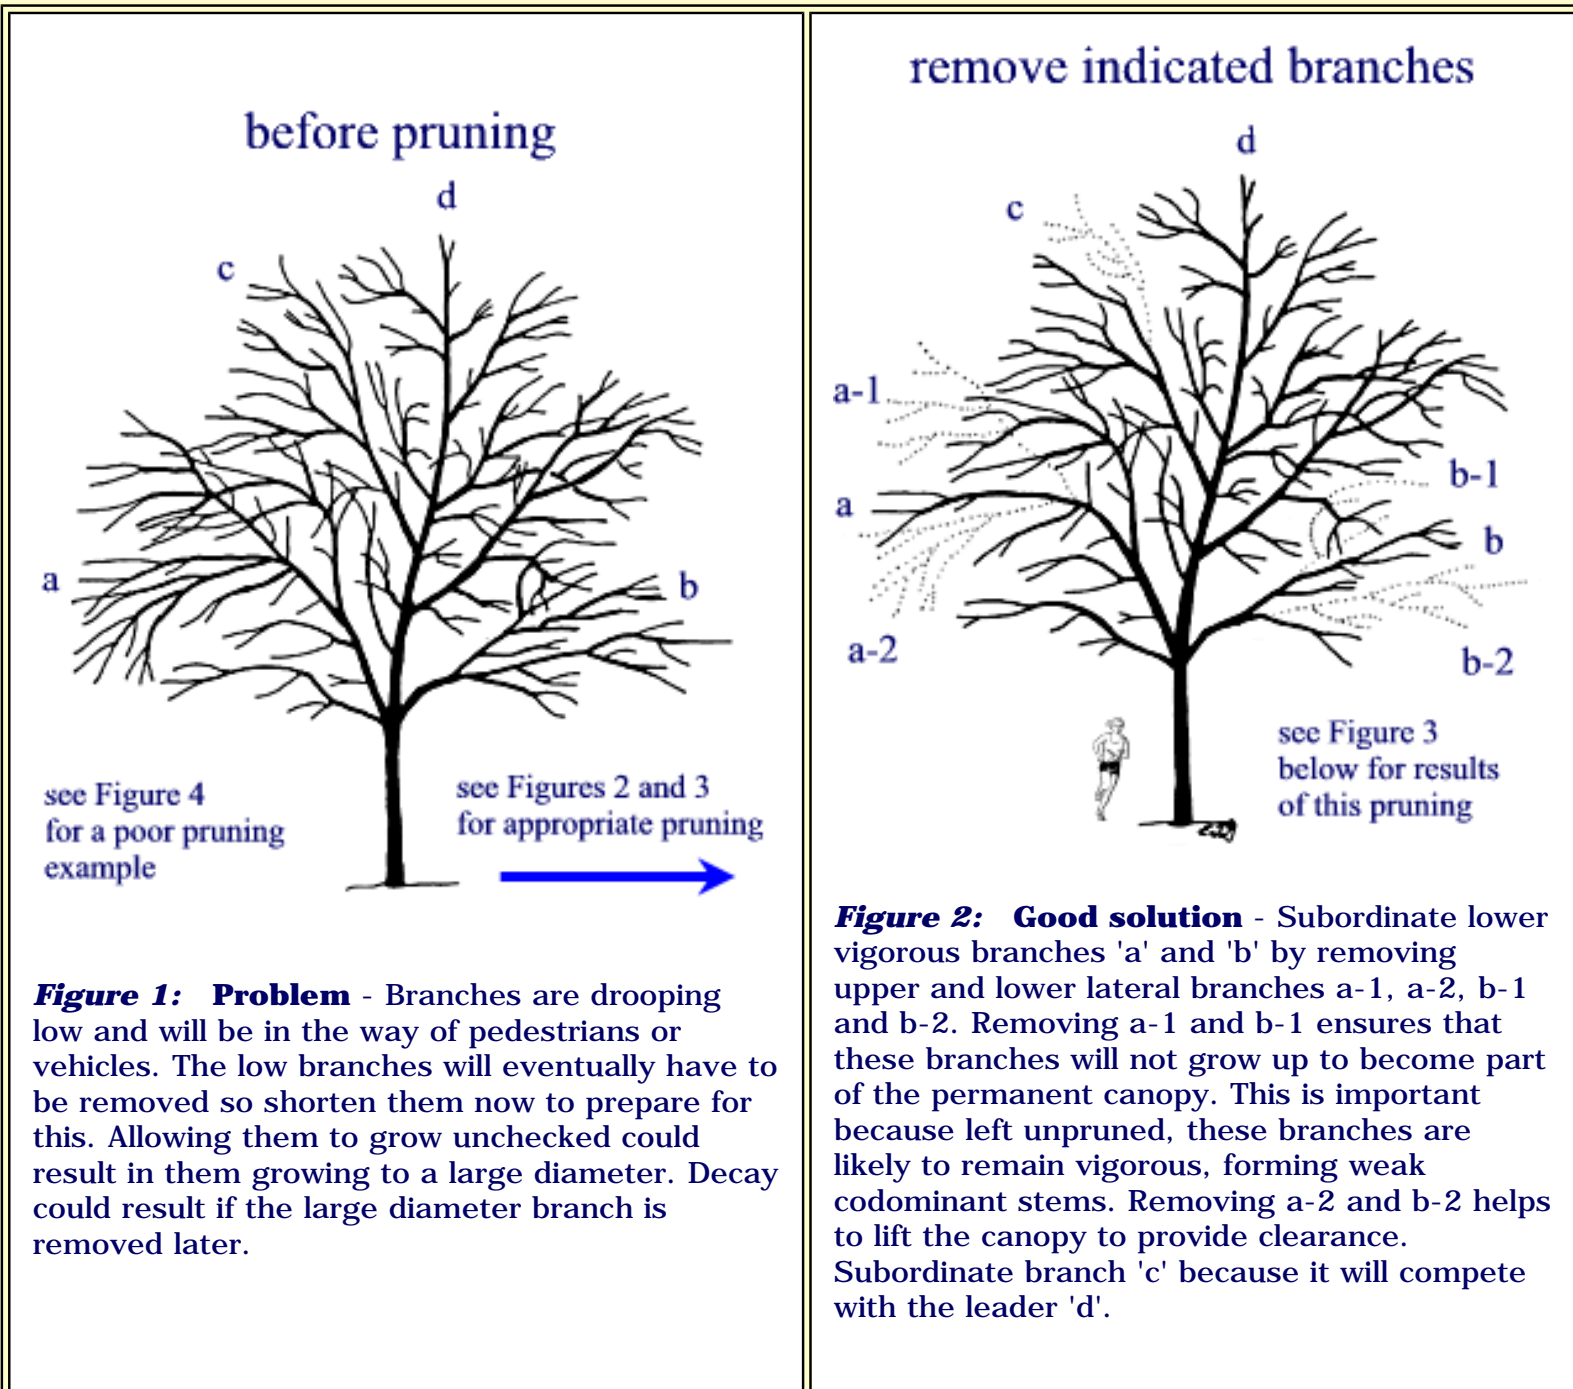 before pruning
d
c
a
b
see Figure 4
for a poor pruning
example
see Figures 2 and 3
for appropriate pruning
Figure 1: Problem - Branches are drooping
low and will be in the way of pedestrians or
vehicles. The low branches will eventually have to
be removed so shorten them now to prepare for
this. Allowing them to grow unchecked could
result in them growing to a large diameter. Decay
could result if the large diameter branch is
removed later.
remove indicated branches
d
c
a-1
a
b-1
b
a-2
b-2
see Figure 3
below for results
of this pruning
Figure 2: Good solution - Subordinate lower
vigorous branches 'a' and 'b' by removing
upper and lower lateral branches a-1, a-2, b-1
and b-2. Removing a-1 and b-1 ensures that
these branches will not grow up to become part
of the permanent canopy. This is important
because left unpruned, these branches are
likely to remain vigorous, forming weak
codominant stems. Removing a-2 and b-2 helps
to lift the canopy to provide clearance.
Subordinate branch 'c' because it will compete
with the leader 'd'.